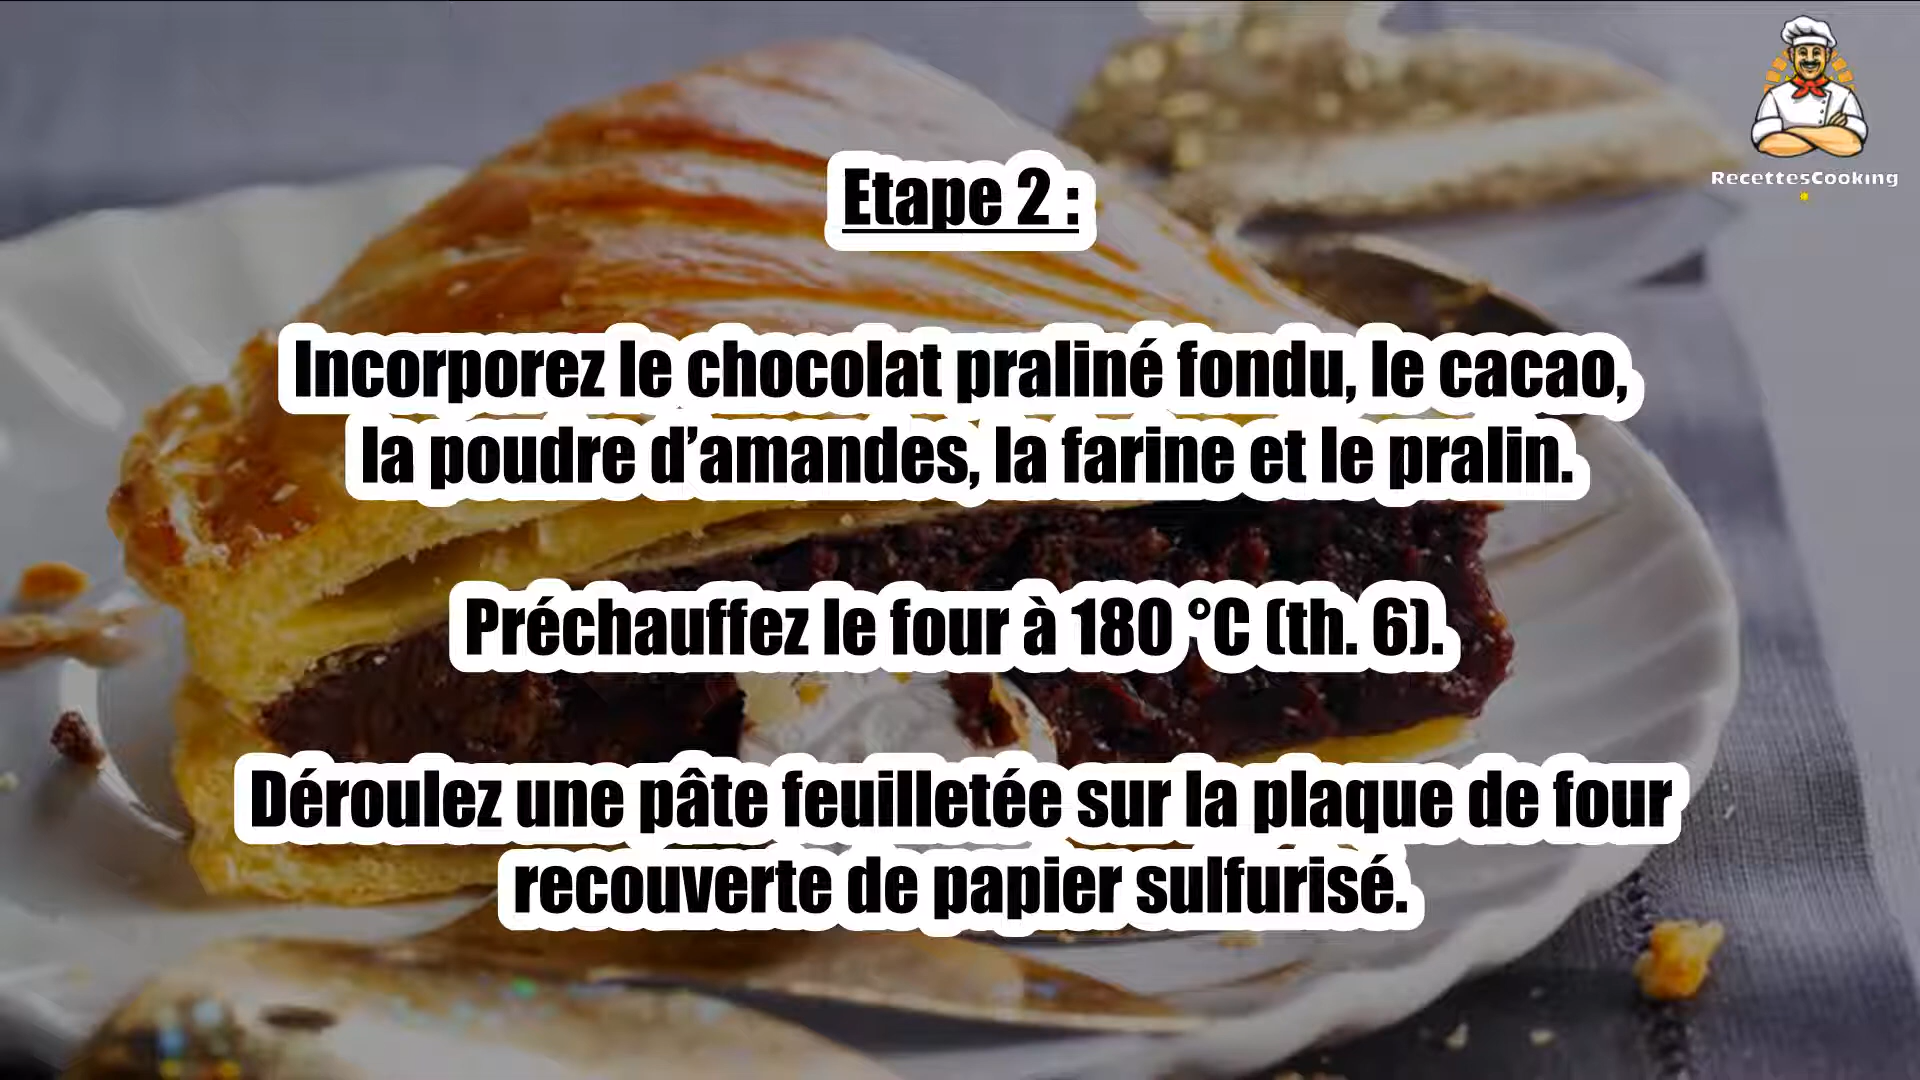 RecettesCooking
Etape 2 :
Incorporez le chocolat praliné fondu, le cacao,
la poudre d’amandes, la farine et le pralin.
Préchauffez le four à 180 °C (th. 6).
Déroulez une pâte feuilletée sur la plaque de four
recouverte de papier sulfurisé.